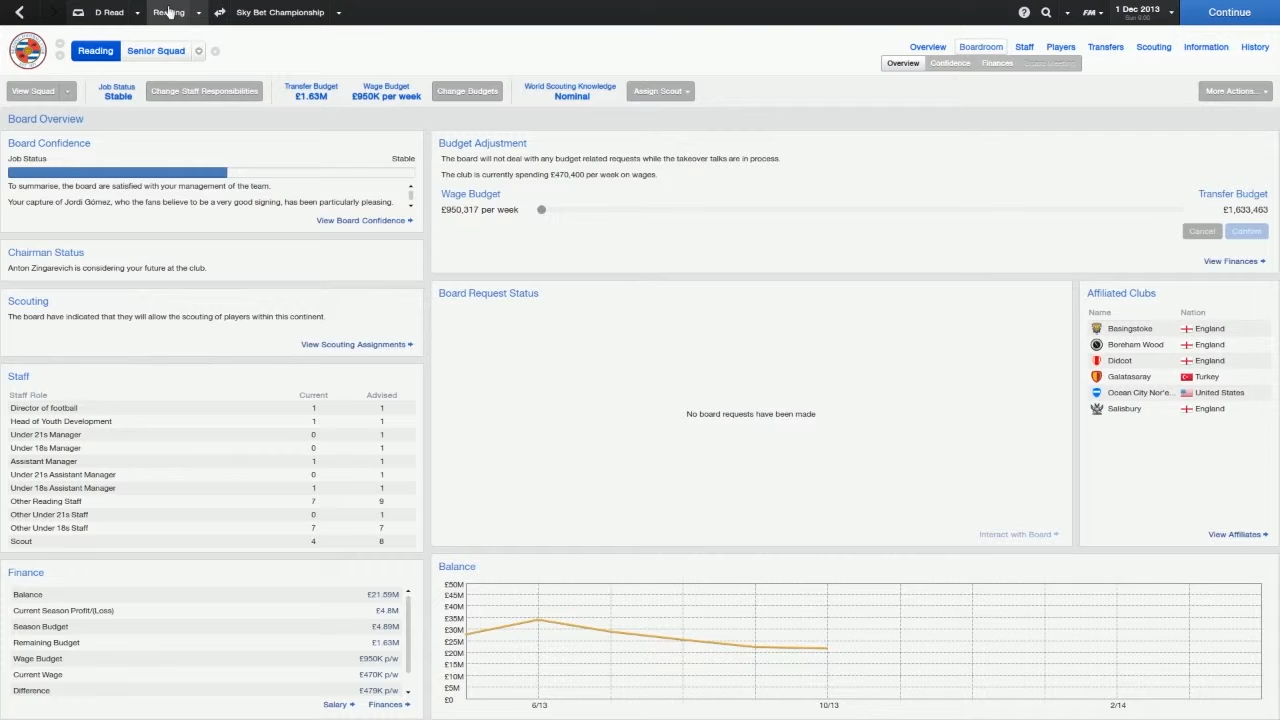 D Read
Reading
Sky Bet Championship
FM
1 Dec 2013
Sun 9:00
Continue
Reading
Senior Squad
Overview
Boardroom
Staff
Players
Transfers
Scouting
Information
History
Overview
Confidence
Finances
View Squad
Job Status
Stable
Change Staff Responsibilities
Transfer Budget
£1.63M
Wage Budget
£950K per week
Change Budgets
World Scouting Knowledge
Nominal
Assign Scout
More Actions...
Board Overview
Board Confidence
Job Status Stable
To summarise, the board are satisfied with your management of the team.
Your capture of Jordi Gómez, who the fans believe to be a very good signing, has been particularly pleasing.
View Board Confidence
Chairman Status
Anton Zingarevich is considering your future at the club.
Scouting
The board have indicated that they will allow the scouting of players within this continent.
View Scouting Assignments
Staff
Staff Role Current Advised
Director of football 1 1
Head of Youth Development 1 1
Under 21s Manager 0 1
Under 18s Manager 0 1
Assistant Manager 1 1
Under 21s Assistant Manager 0 1
Under 18s Assistant Manager 1 1
Other Reading Staff 7 9
Other Under 21s Staff 0 1
Other Under 18s Staff 7 7
Scout 4 8
Finance
Balance £21.59M
Current Season Profit/(Loss) £4.8M
Season Budget £4.89M
Remaining Budget £1.63M
Wage Budget £950K p/w
Current Wage £470K p/w
Difference £479K p/w
Salary Finances
Budget Adjustment
The board will not deal with any budget related requests while the takeover talks are in process.
The club is currently spending £470,400 per week on wages.
Wage Budget Transfer Budget
£950,317 per week £1,633,463
Cancel Confirm
View Finances
Board Request Status
No board requests have been made
Interact with Board
Affiliated Clubs
Name Nation
Basingstoke England
Boreham Wood England
Didcot England
Galatasaray Turkey
Ocean City Nor'e... United States
Salisbury England
View Affiliates
Balance
£50M
£45M
£40M
£35M
£30M
£25M
£20M
£15M
£10M
£5M
£0
6/13 10/13 2/14